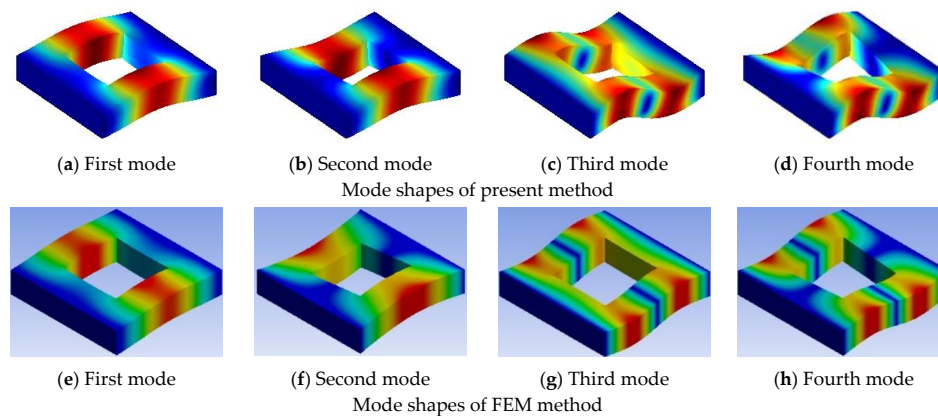 (a) First mode (b) Second mode (c) Third mode (d) Fourth mode
Mode shapes of present method
(e) First mode (f) Second mode (g) Third mode (h) Fourth mode
Mode shapes of FEM method